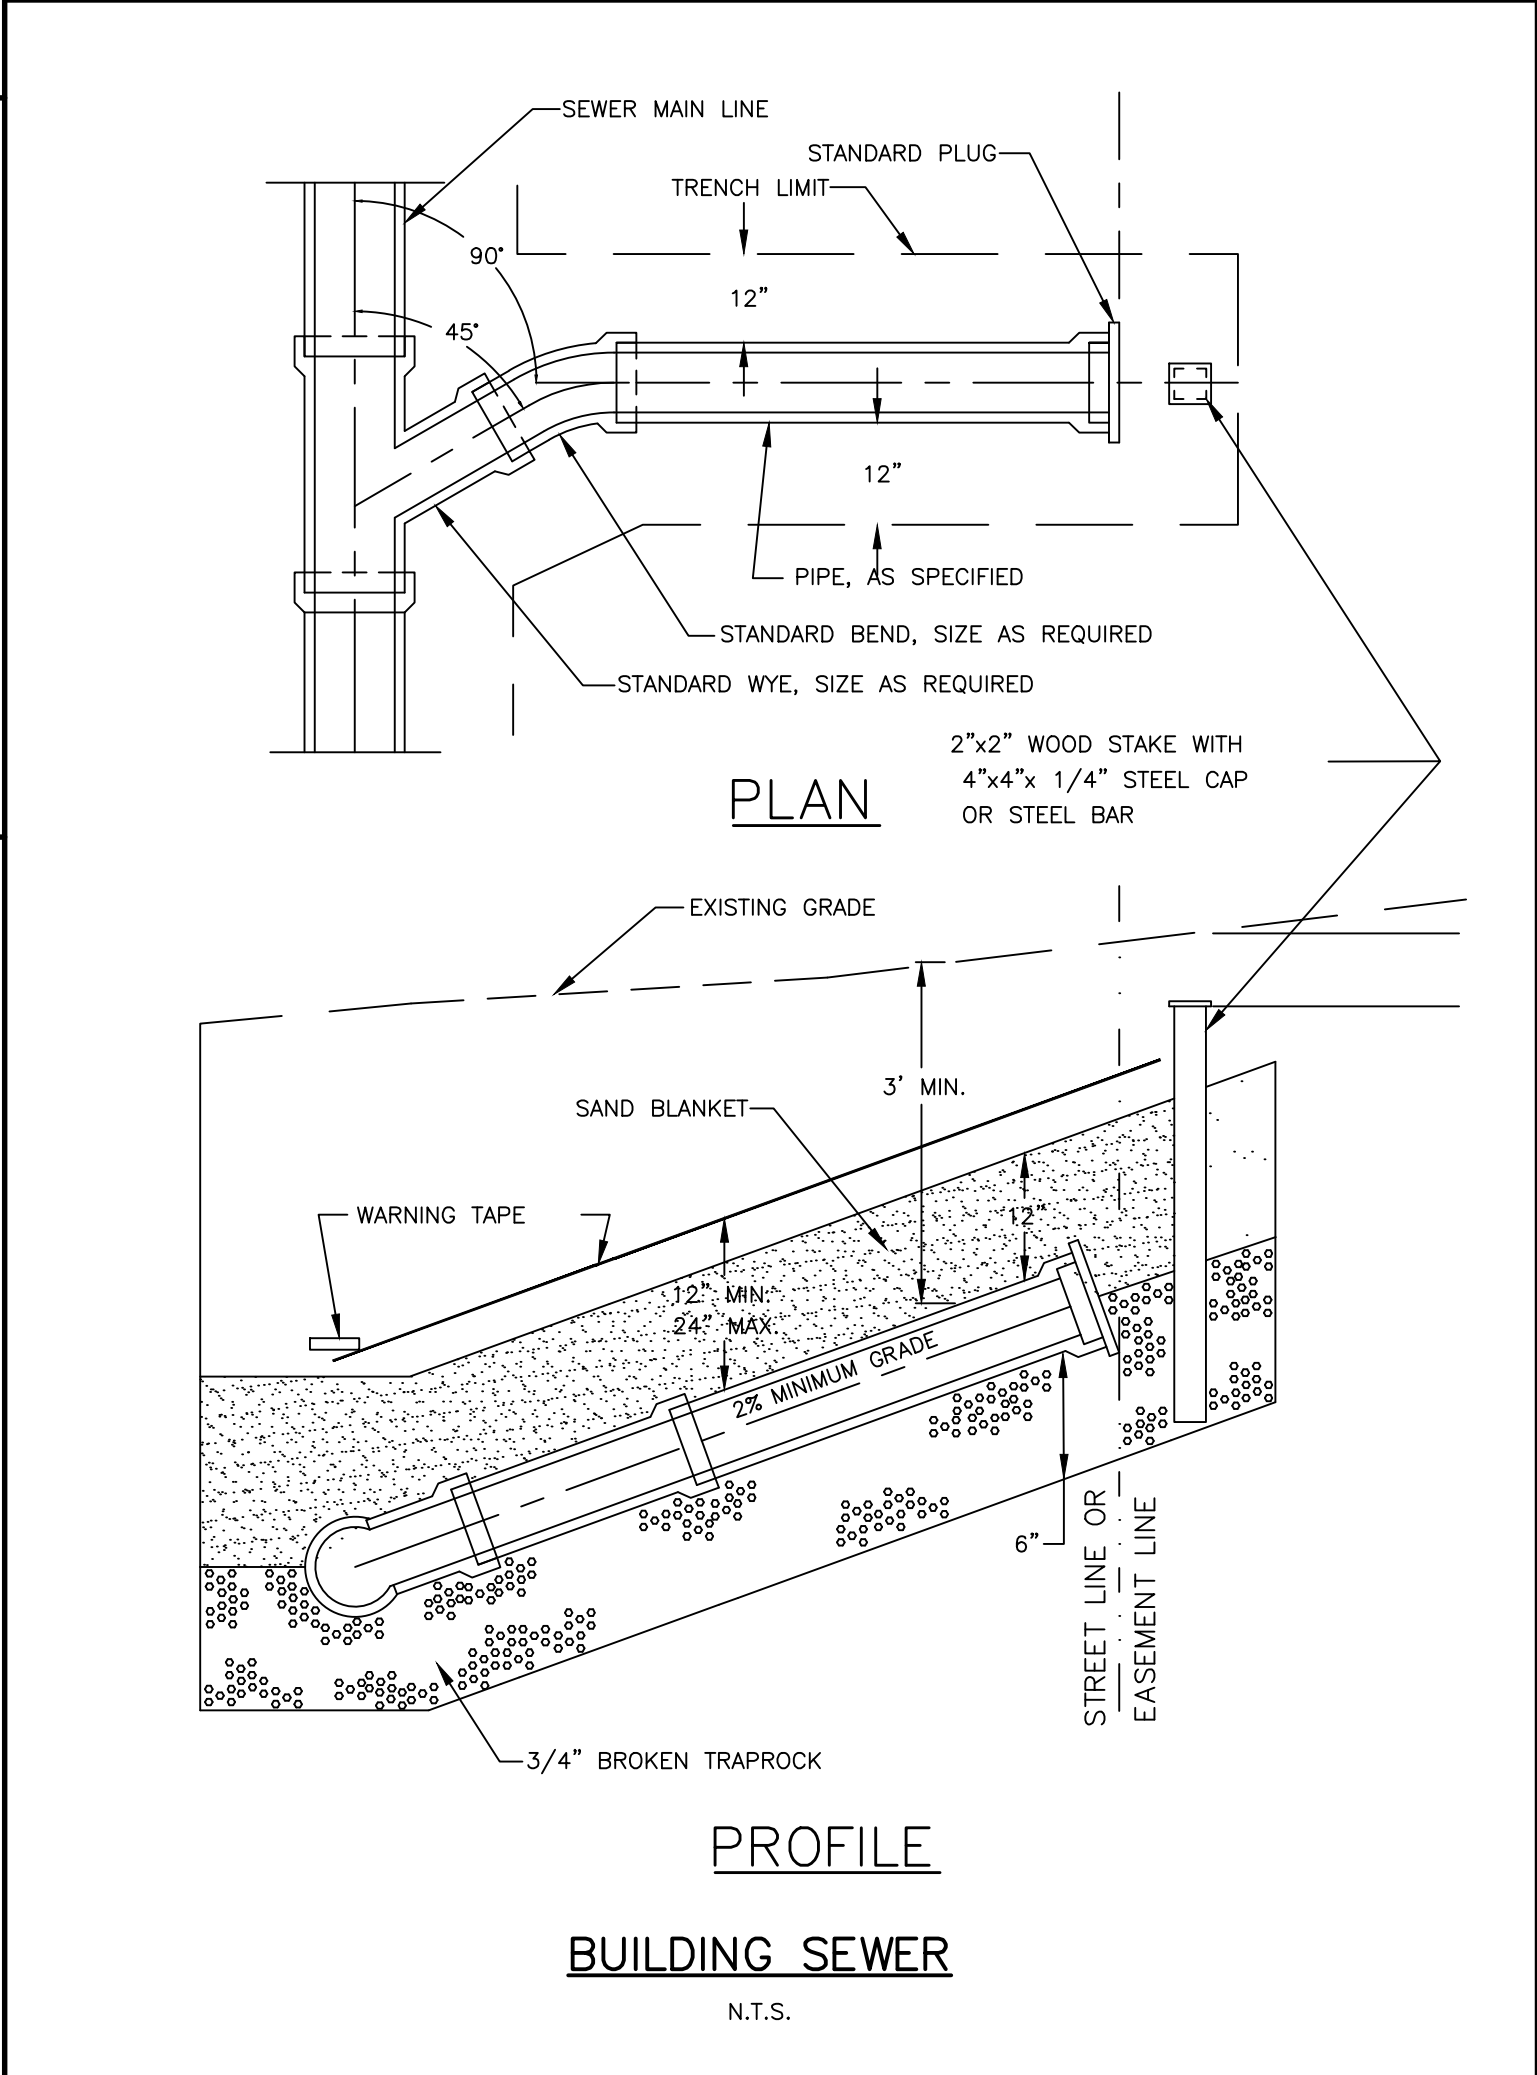 SEWER MAIN LINE
STANDARD PLUG
TRENCH LIMIT
90°
12"
45°
12"
PIPE, AS SPECIFIED
STANDARD BEND, SIZE AS REQUIRED
STANDARD WYE, SIZE AS REQUIRED
2"x2" WOOD STAKE WITH
4"x4"x 1/4" STEEL CAP
OR STEEL BAR
PLAN
EXISTING GRADE
3' MIN.
SAND BLANKET
WARNING TAPE
12"
12" MIN.
24" MAX.
2% MINIMUM GRADE
6"
STREET LINE OR
EASEMENT LINE
3/4" BROKEN TRAPROCK
PROFILE
BUILDING SEWER
N.T.S.